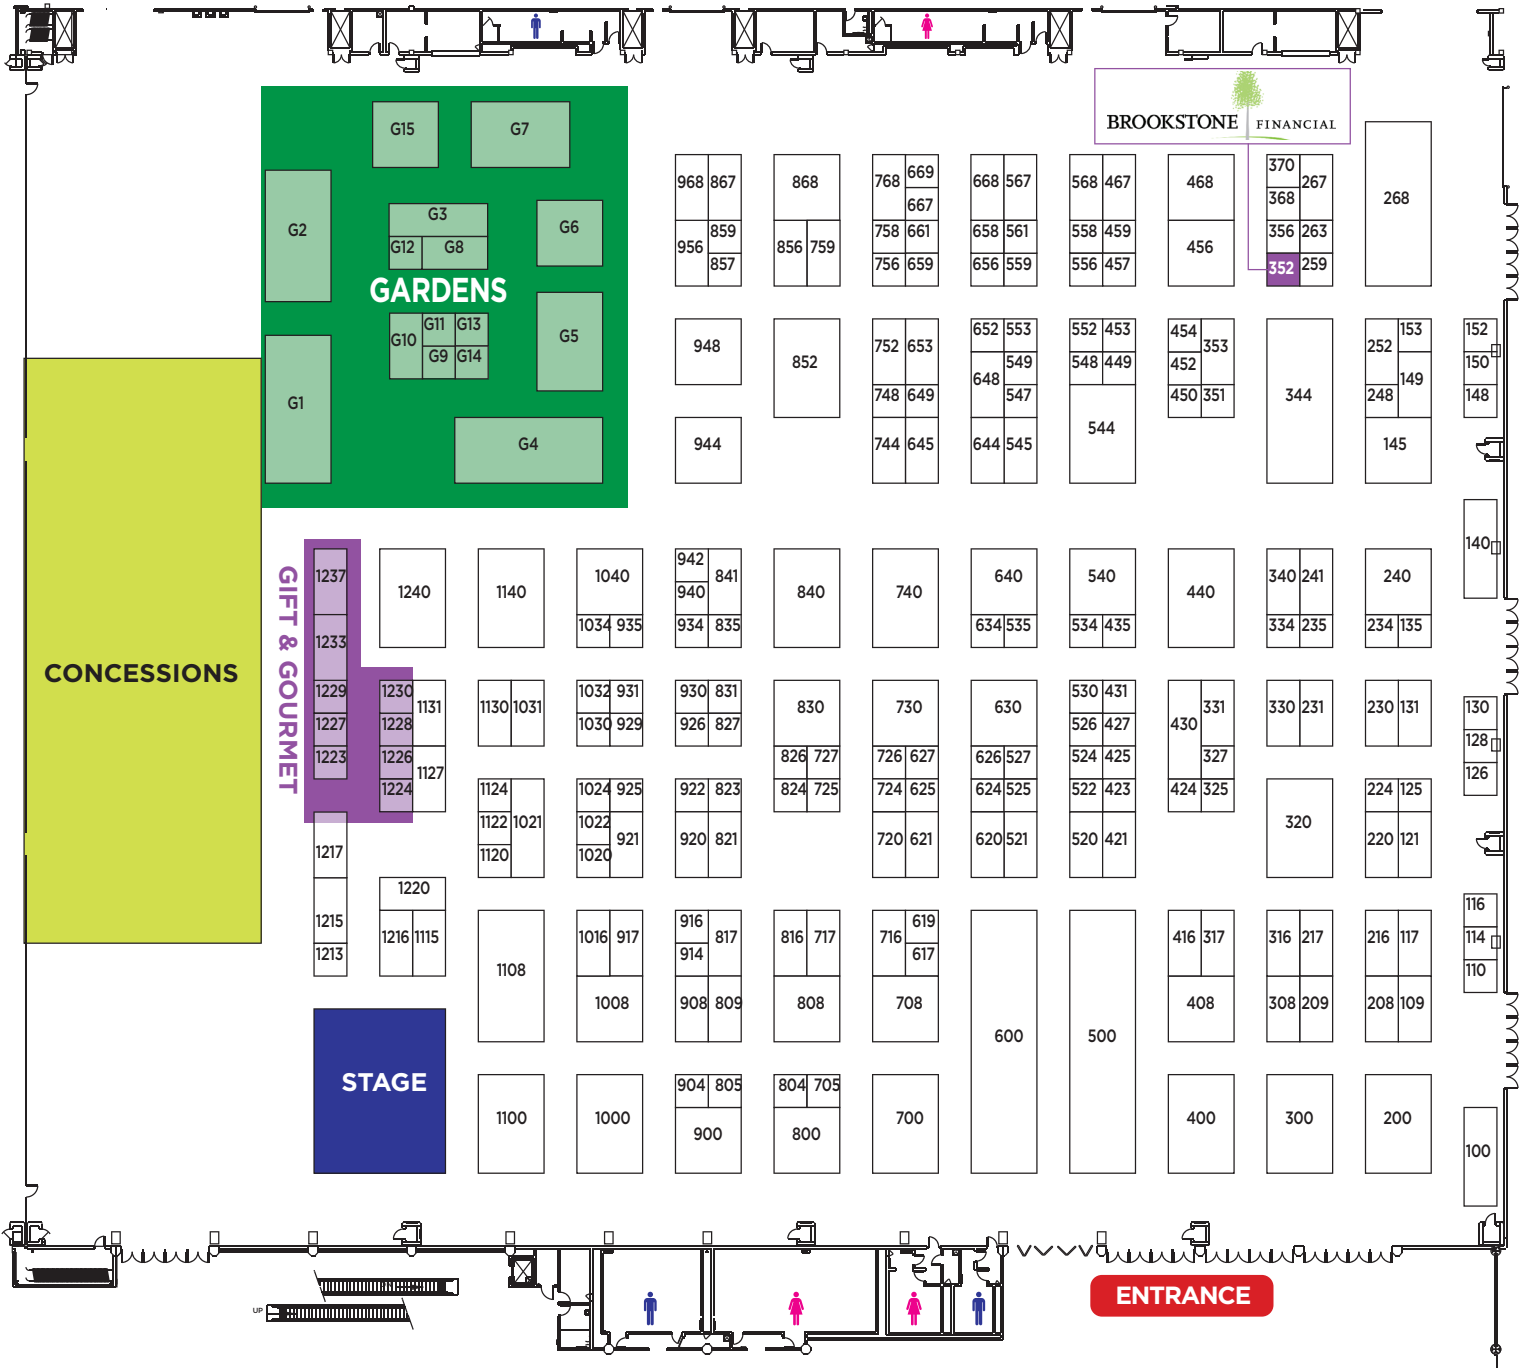 BROOKSTONE FINANCIAL
G15 G7
G2 G3 G6
G12 G8
GARDENS
G10 G11 G13 G5
G9 G14
G1 G4
968 867 868 768 669 668 567 568 467 468 370 267 268
667 368
956 859 856 759 758 661 658 561 558 459 456 356 263
857 756 659 656 559 556 457 352 259
948 852 752 653 652 553 552 453 454 353 344 252 153 152
648 549 548 449 452 149 150
944 748 649 547 544 450 351 248 148
744 645 644 545 145
140
CONCESSIONS
GIFT & GOURMET
1237 1240 1140 1040 942 841 840 740 640 540 440 340 241 240
940
1233 1034 935 934 835 634 535 534 435 334 235 234 135
1229 1230 1131 1130 1031 1032 931 930 831 830 730 630 530 431 430 331 330 231 230 131 130
1227 1228 1030 929 926 827 526 427 128
1223 1226 1127 826 727 726 627 626 527 524 425 327 126
1224 1124 1021 1024 925 922 823 824 725 724 625 624 525 522 423 424 325 320 224 125
1217 1122 1022 921 920 821 720 621 620 521 520 421 220 121
1120 1020
1215 1220 116
1216 1115 1108 1016 917 916 817 816 717 716 619 600 500 416 317 316 217 216 117 114
1213 914 617 110
1008 908 809 808 708 408 308 209 208 109
STAGE
1100 1000 904 805 804 705 700 400 300 200 100
900 800
UP
ENTRANCE